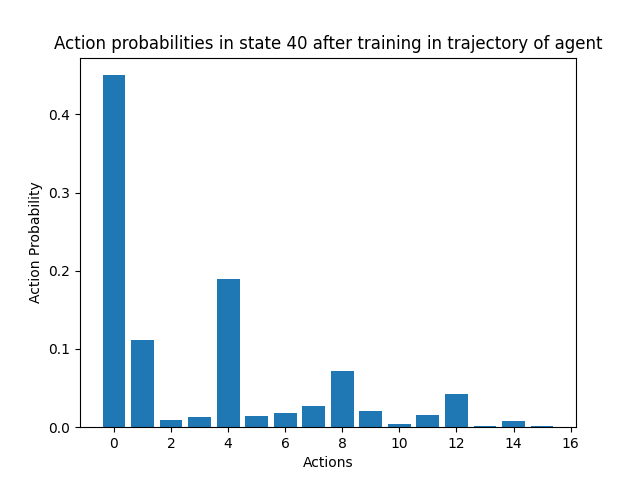 Action probabilities in state 40 after training in trajectory of agent
Action Probability
0.4
0.3
0.2
0.1
0.0
0 2 4 6 8 10 12 14 16
Actions